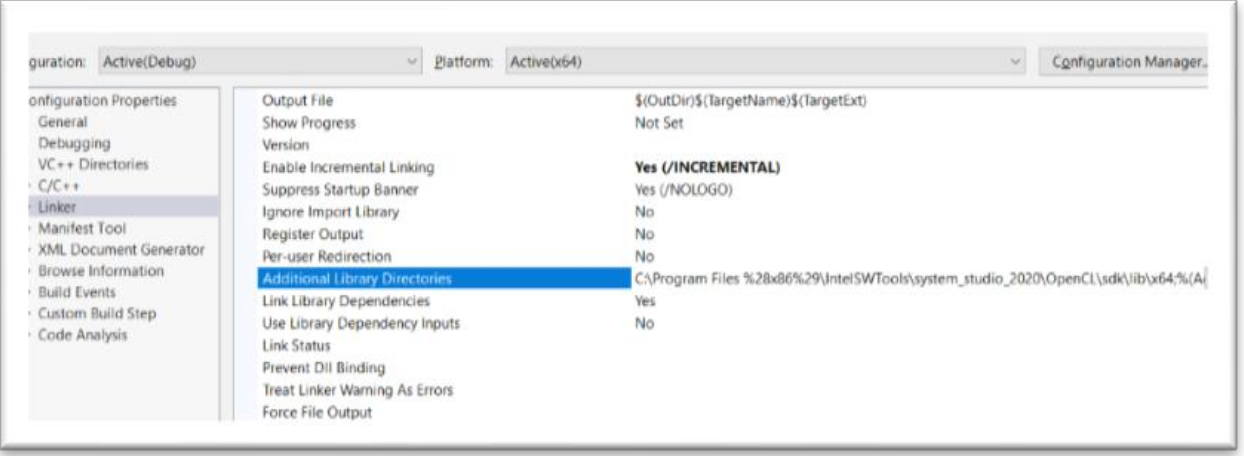 guration: Active(Debug) Platform: Active(x64) Configuration Manager..
onfiguration Properties
General
Debugging
VC++ Directories
C/C++
Linker
Manifest Tool
XML Document Generator
Browse Information
Build Events
Custom Build Step
Code Analysis
Output File $(OutDir)$(TargetName)$(TargetExt)
Show Progress Not Set
Version
Enable Incremental Linking Yes (/INCREMENTAL)
Suppress Startup Banner Yes (/NOLOGO)
Ignore Import Library No
Register Output No
Per-user Redirection No
Additional Library Directories C:\Program Files %28x86%29\IntelSWTools\system_studio_2020\OpenCL\sdk\lib\x64;%(A
Link Library Dependencies Yes
Use Library Dependency Inputs No
Link Status
Prevent Dll Binding
Treat Linker Warning As Errors
Force File Output